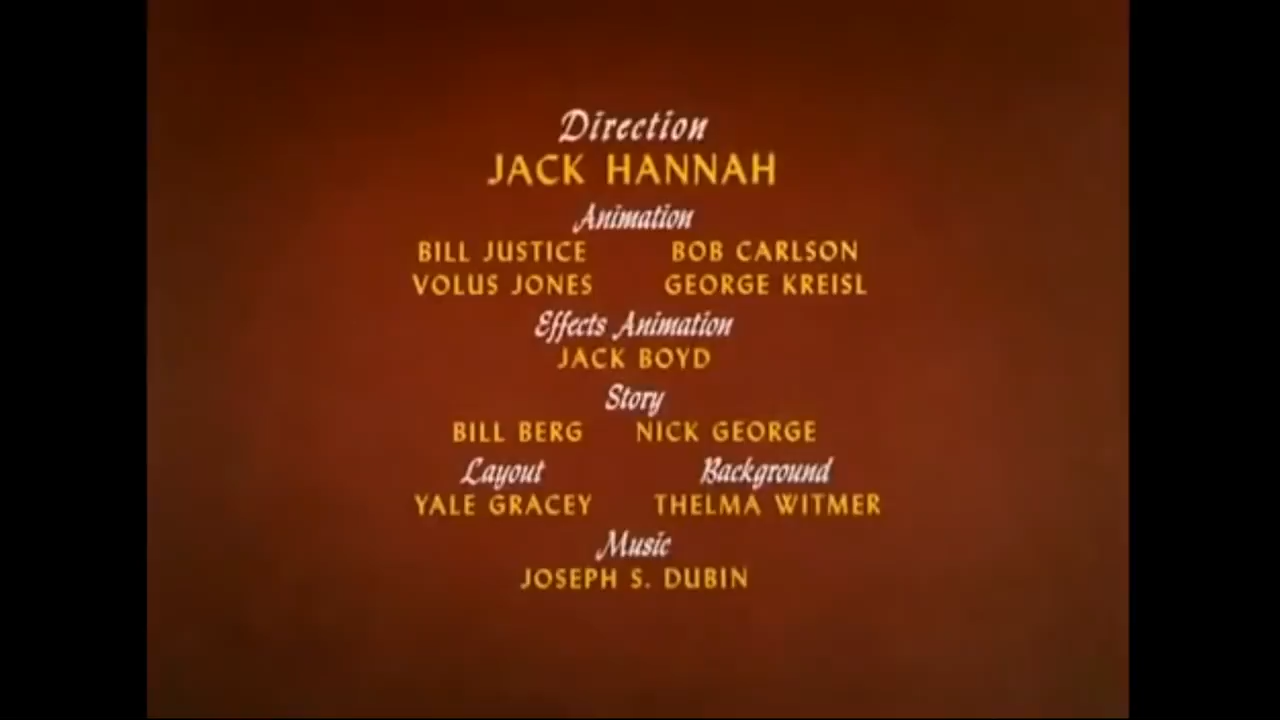 Direction
JACK HANNAH
Animation
BILL JUSTICE BOB CARLSON
VOLUS JONES GEORGE KREISL
Effects Animation
JACK BOYD
Story
BILL BERG NICK GEORGE
Layout Background
YALE GRACEY THELMA WITMER
Music
JOSEPH S. DUBIN